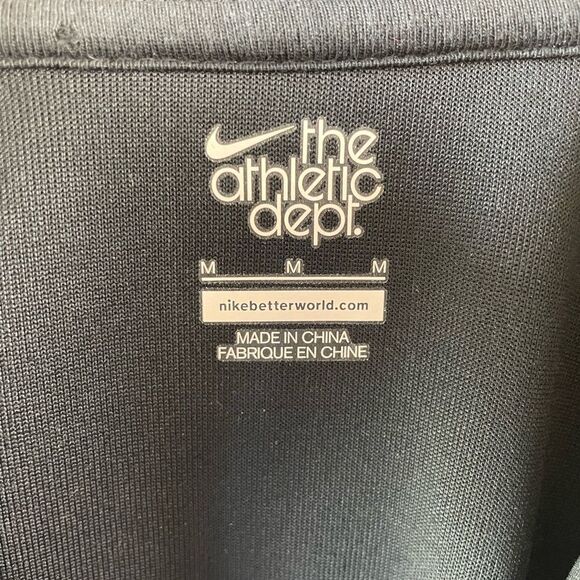 the
athletic
dept.
M M M
nikebetterworld.com
MADE IN CHINA
FABRIQUE EN CHINE